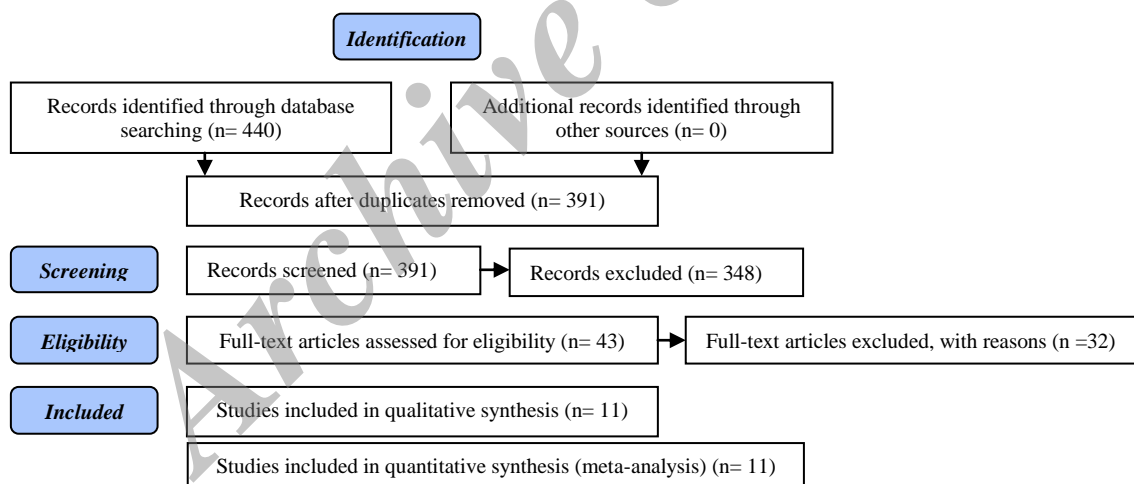 Identification
Records identified through database
searching (n= 440)
Additional records identified through
other sources (n= 0)
Records after duplicates removed (n= 391)
Screening
Records screened (n= 391)
Records excluded (n= 348)
Eligibility
Full-text articles assessed for eligibility (n= 43)
Full-text articles excluded, with reasons (n =32)
Included
Studies included in qualitative synthesis (n= 11)
Studies included in quantitative synthesis (meta-analysis) (n= 11)
Archive